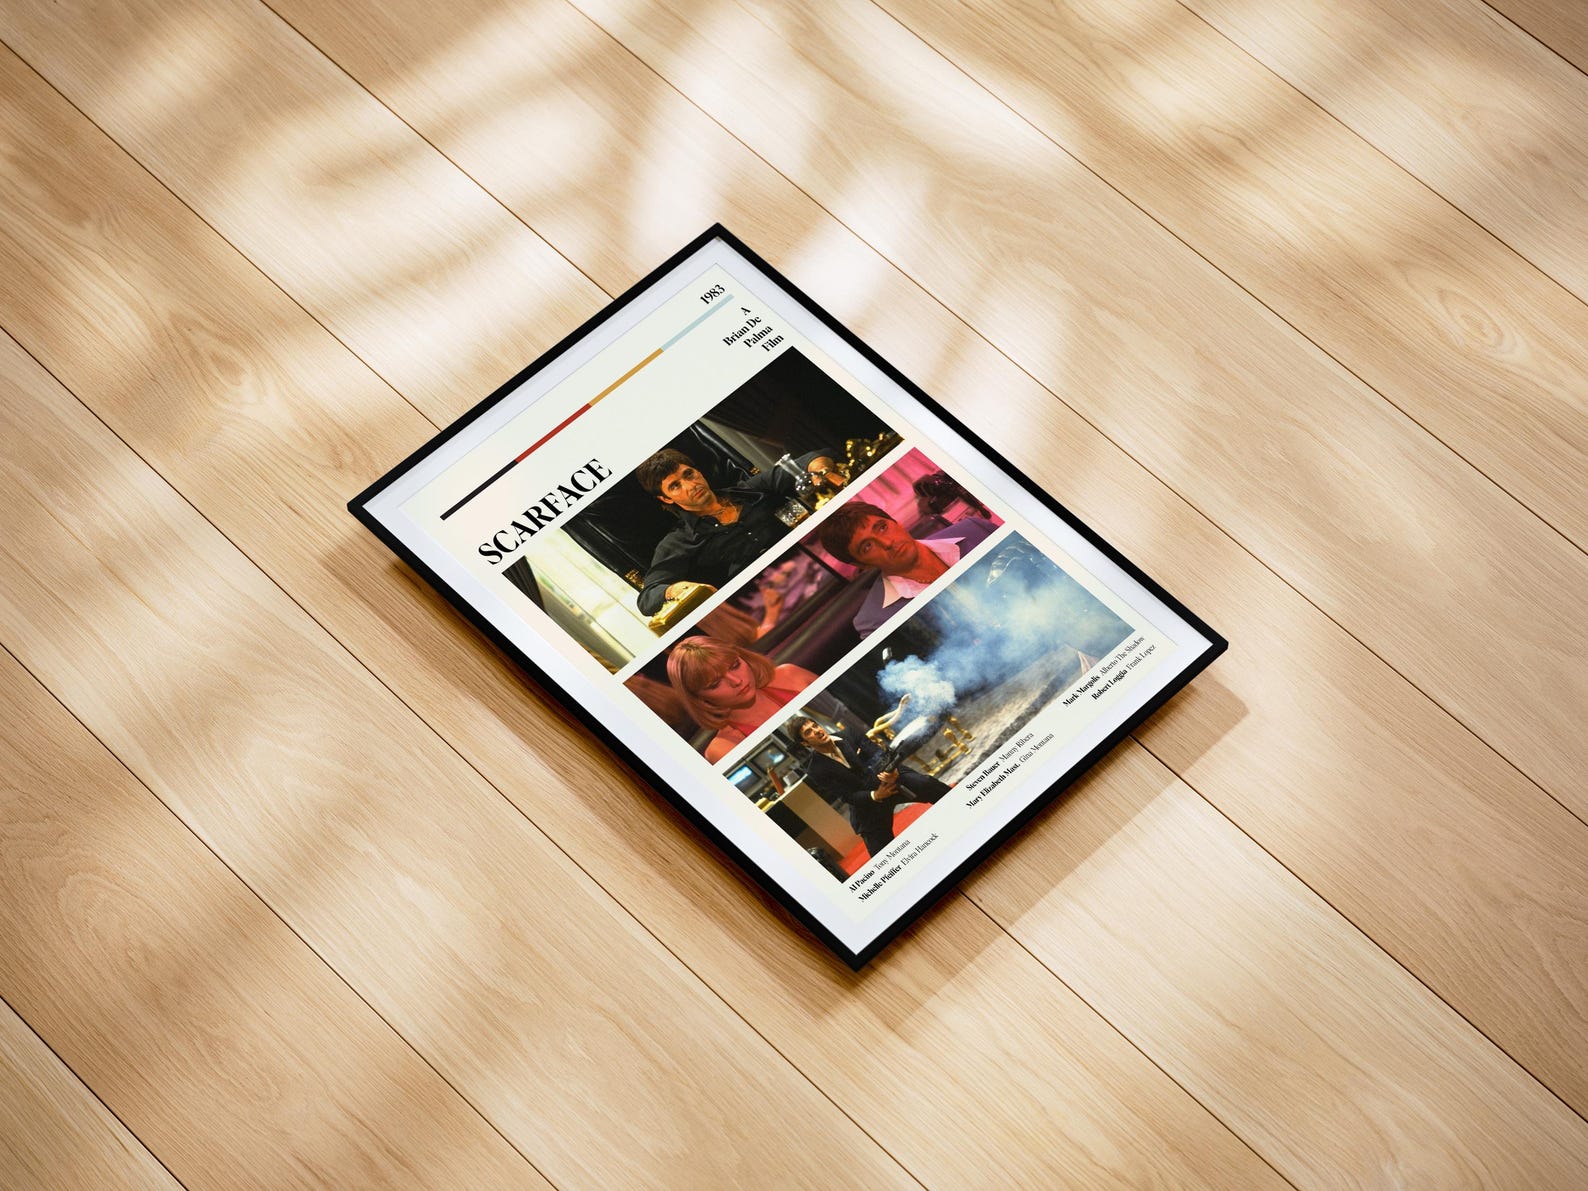 1983
A
Brian De
Palma
Film
SCARFACE
Al Pacino Tony Montana
Michelle Pfeiffer Elvira Hancock
Steven Bauer Manny Ribera
Mary Elizabeth Mast. Gina Montana
Mark Margolis Alberto The Shadow
Robert Loggia Frank Lopez